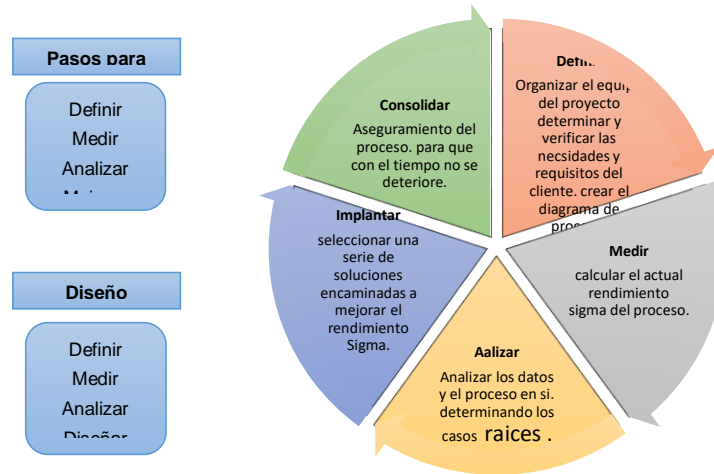 Pasos para
Definir
Medir
Analizar
Diseño
Definir
Medir
Analizar
Diseñar
Consolidar
Aseguramiento del
proceso. para que
con el tiempo no se
deteriore.
Organizar el
del proyecto
determinar y
verificar las
necsidades y
requisitos del
cliente. crear el
diagrama de
Medir
calcular el actual
rendimiento
sigma del proceso.
Aalizar
Analizar los datos
y el proceso en si.
determinando los
casos raices .
Implantar
seleccionar una
serie de
soluciones
encaminadas a
mejorar el
rendimiento
Sigma.